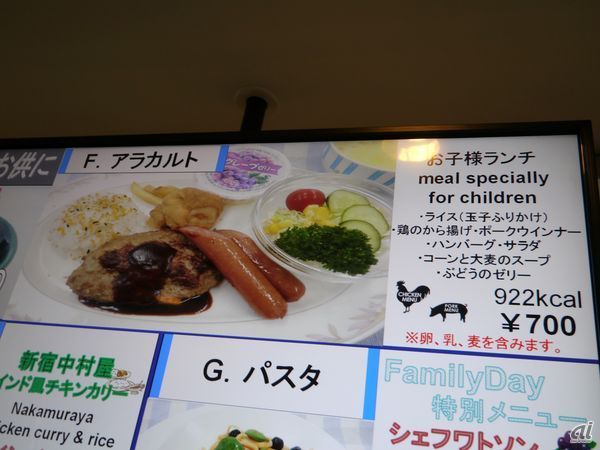 お供に
F. アラカルト
グレープゼリー
お子様ランチ
meal specially
for children
・ライス(玉子ふりかけ)
・鶏のから揚げ・ポークウインナー
・ハンバーグ・サラダ
・コーンと大麦のスープ
・ぶどうのゼリー
CHICKEN MENU
PORK MENU
922kcal
¥700
※卵、乳、麦を含みます。
新宿中村屋
インド風チキンカリー
Nakamuraya
cken curry & rice
G. パスタ
FamilyDay
特別メニュー
シェフワトソン
ai